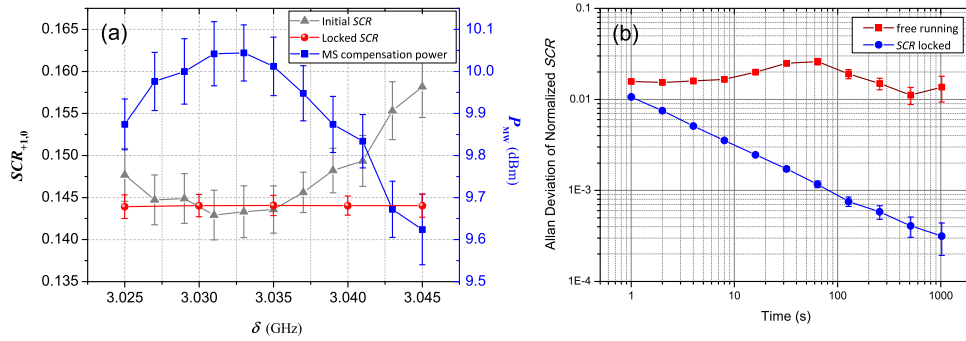 (a)
Initial SCR
Locked SCR
MS compensation power
0.165
0.160
0.155
0.150
0.145
0.140
0.135
SCR+1,0
10.1
10.0
9.9
9.8
9.7
9.6
9.5
PMW (dBm)
3.025
3.030
3.035
3.040
3.045
δ (GHz)
(b)
free running
SCR locked
0.1
0.01
1E-3
1E-4
Allan Deviation of Normalized SCR
1
10
100
1000
Time (s)